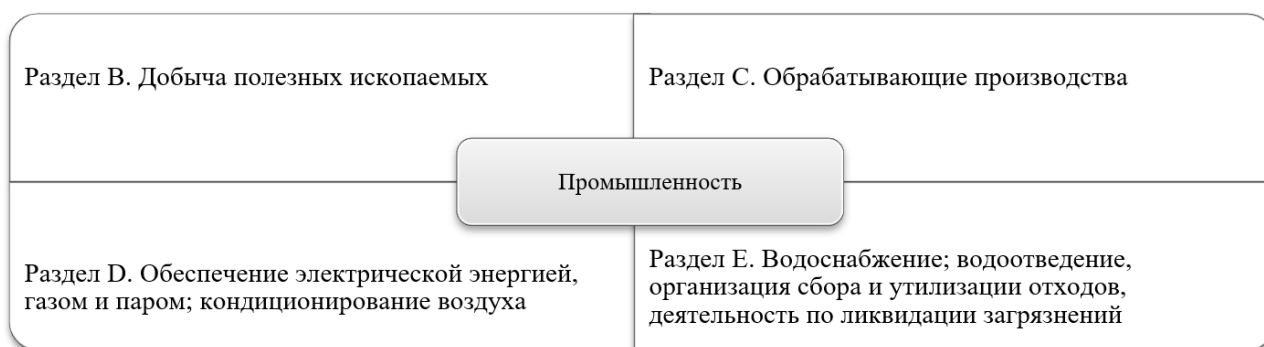 Раздел B. Добыча полезных ископаемых
Раздел C. Обрабатывающие производства
Промышленность
Раздел D. Обеспечение электрической энергией,
газом и паром; кондиционирование воздуха
Раздел E. Водоснабжение; водоотведение,
организация сбора и утилизации отходов,
деятельность по ликвидации загрязнений